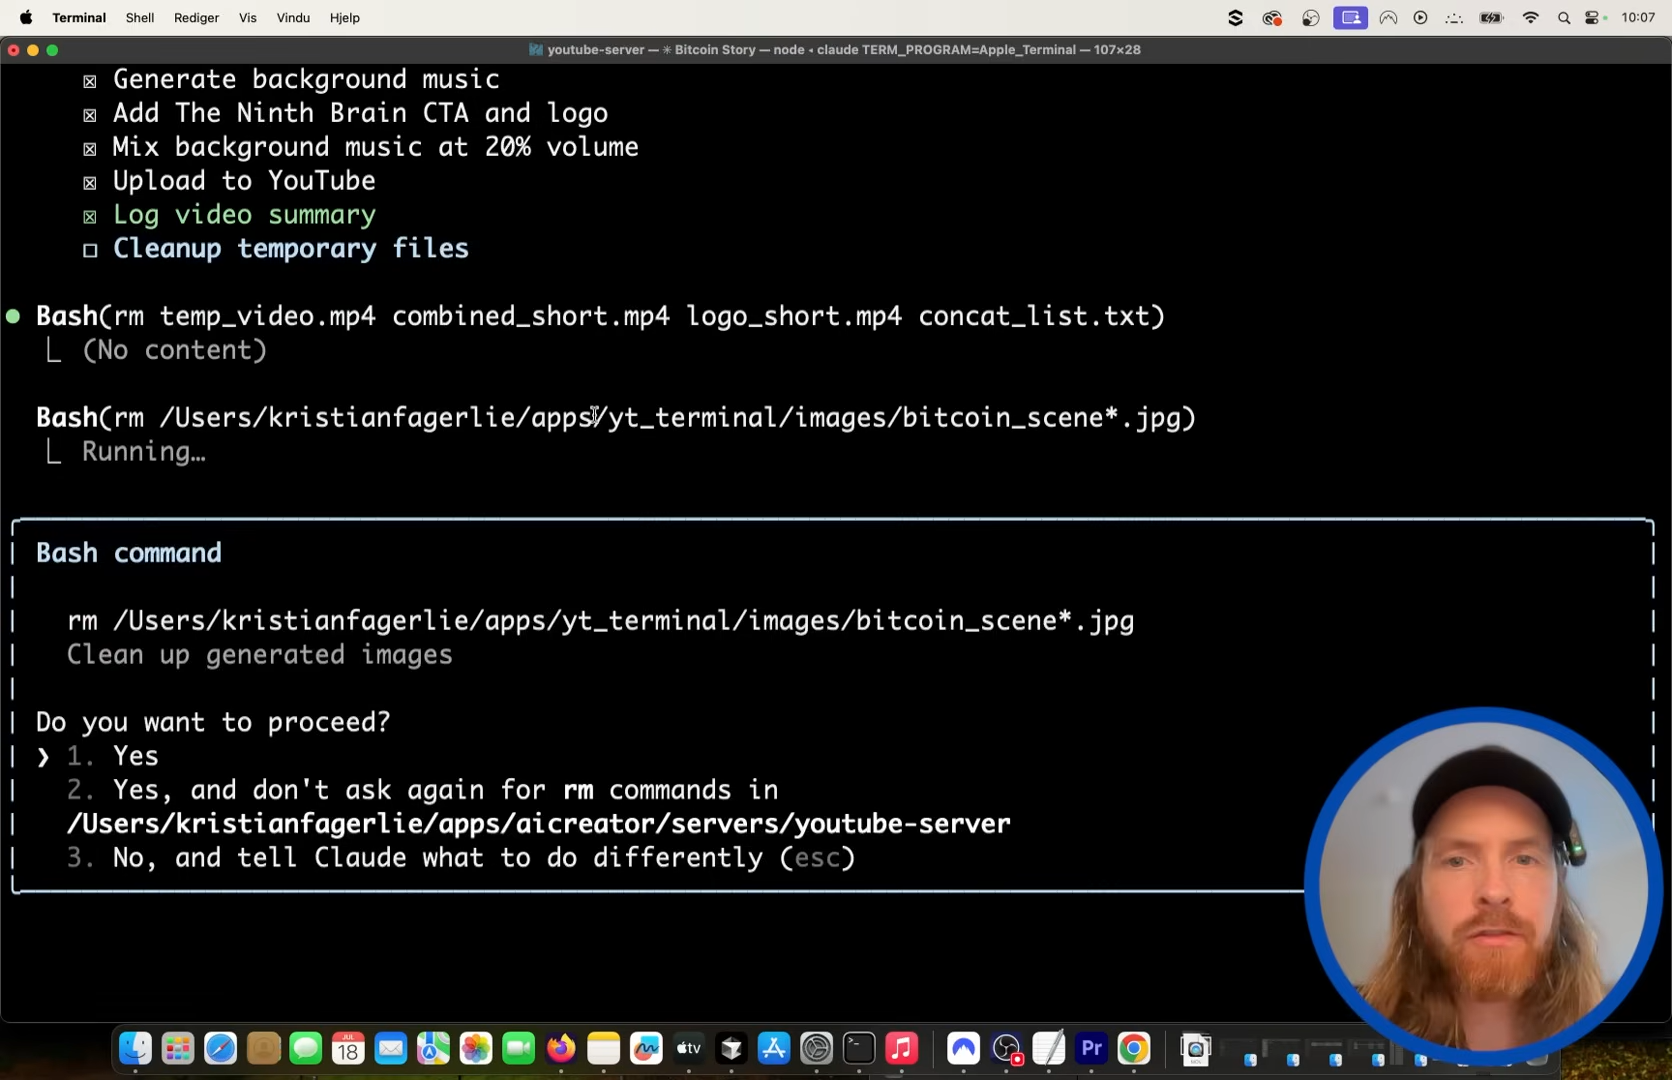 Terminal Shell Rediger Vis Vindu Hjelp 10:07
youtube-server — ✳ Bitcoin Story — node ◂ claude TERM_PROGRAM=Apple_Terminal — 107×28
☒ Generate background music
☒ Add The Ninth Brain CTA and logo
☒ Mix background music at 20% volume
☒ Upload to YouTube
☒ Log video summary
☐ Cleanup temporary files
Bash(rm temp_video.mp4 combined_short.mp4 logo_short.mp4 concat_list.txt)
(No content)
Bash(rm /Users/kristianfagerlie/apps/yt_terminal/images/bitcoin_scene*.jpg)
Running…
Bash command
rm /Users/kristianfagerlie/apps/yt_terminal/images/bitcoin_scene*.jpg
Clean up generated images
Do you want to proceed?
❯ 1. Yes
2. Yes, and don't ask again for rm commands in
/Users/kristianfagerlie/apps/aicreator/servers/youtube-server
3. No, and tell Claude what to do differently (esc)
JUL
18
tv
Pr